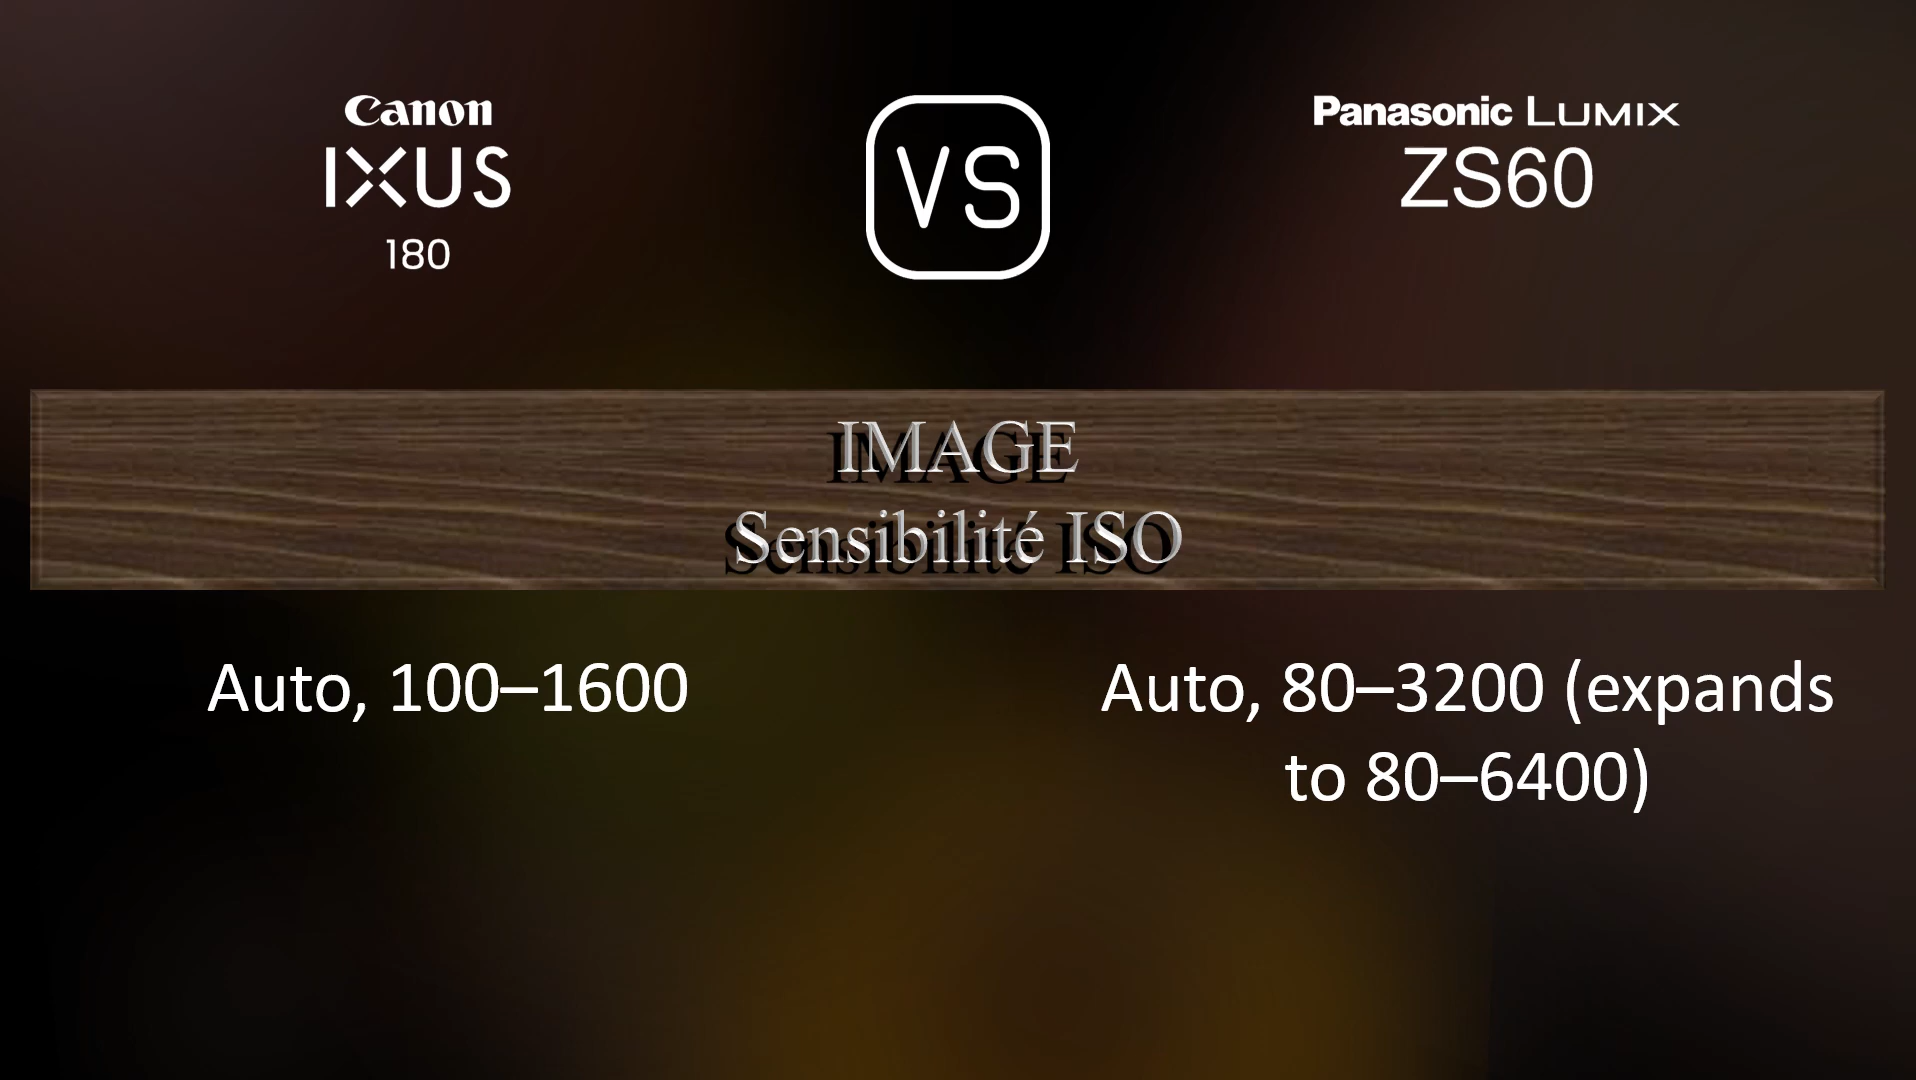 Canon
IXUS
180
VS
Panasonic LUMIX
ZS60
IMAGE
Sensibilité ISO
Auto, 100–1600
Auto, 80–3200 (expands
to 80–6400)